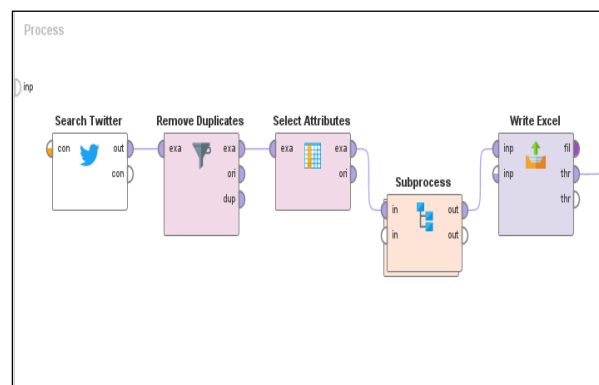 Process
inp
Search Twitter
con
out
con
Remove Duplicates
exa
exa
ori
dup
Select Attributes
exa
exa
ori
Subprocess
in
out
in
out
Write Excel
inp
fil
inp
thr
thr